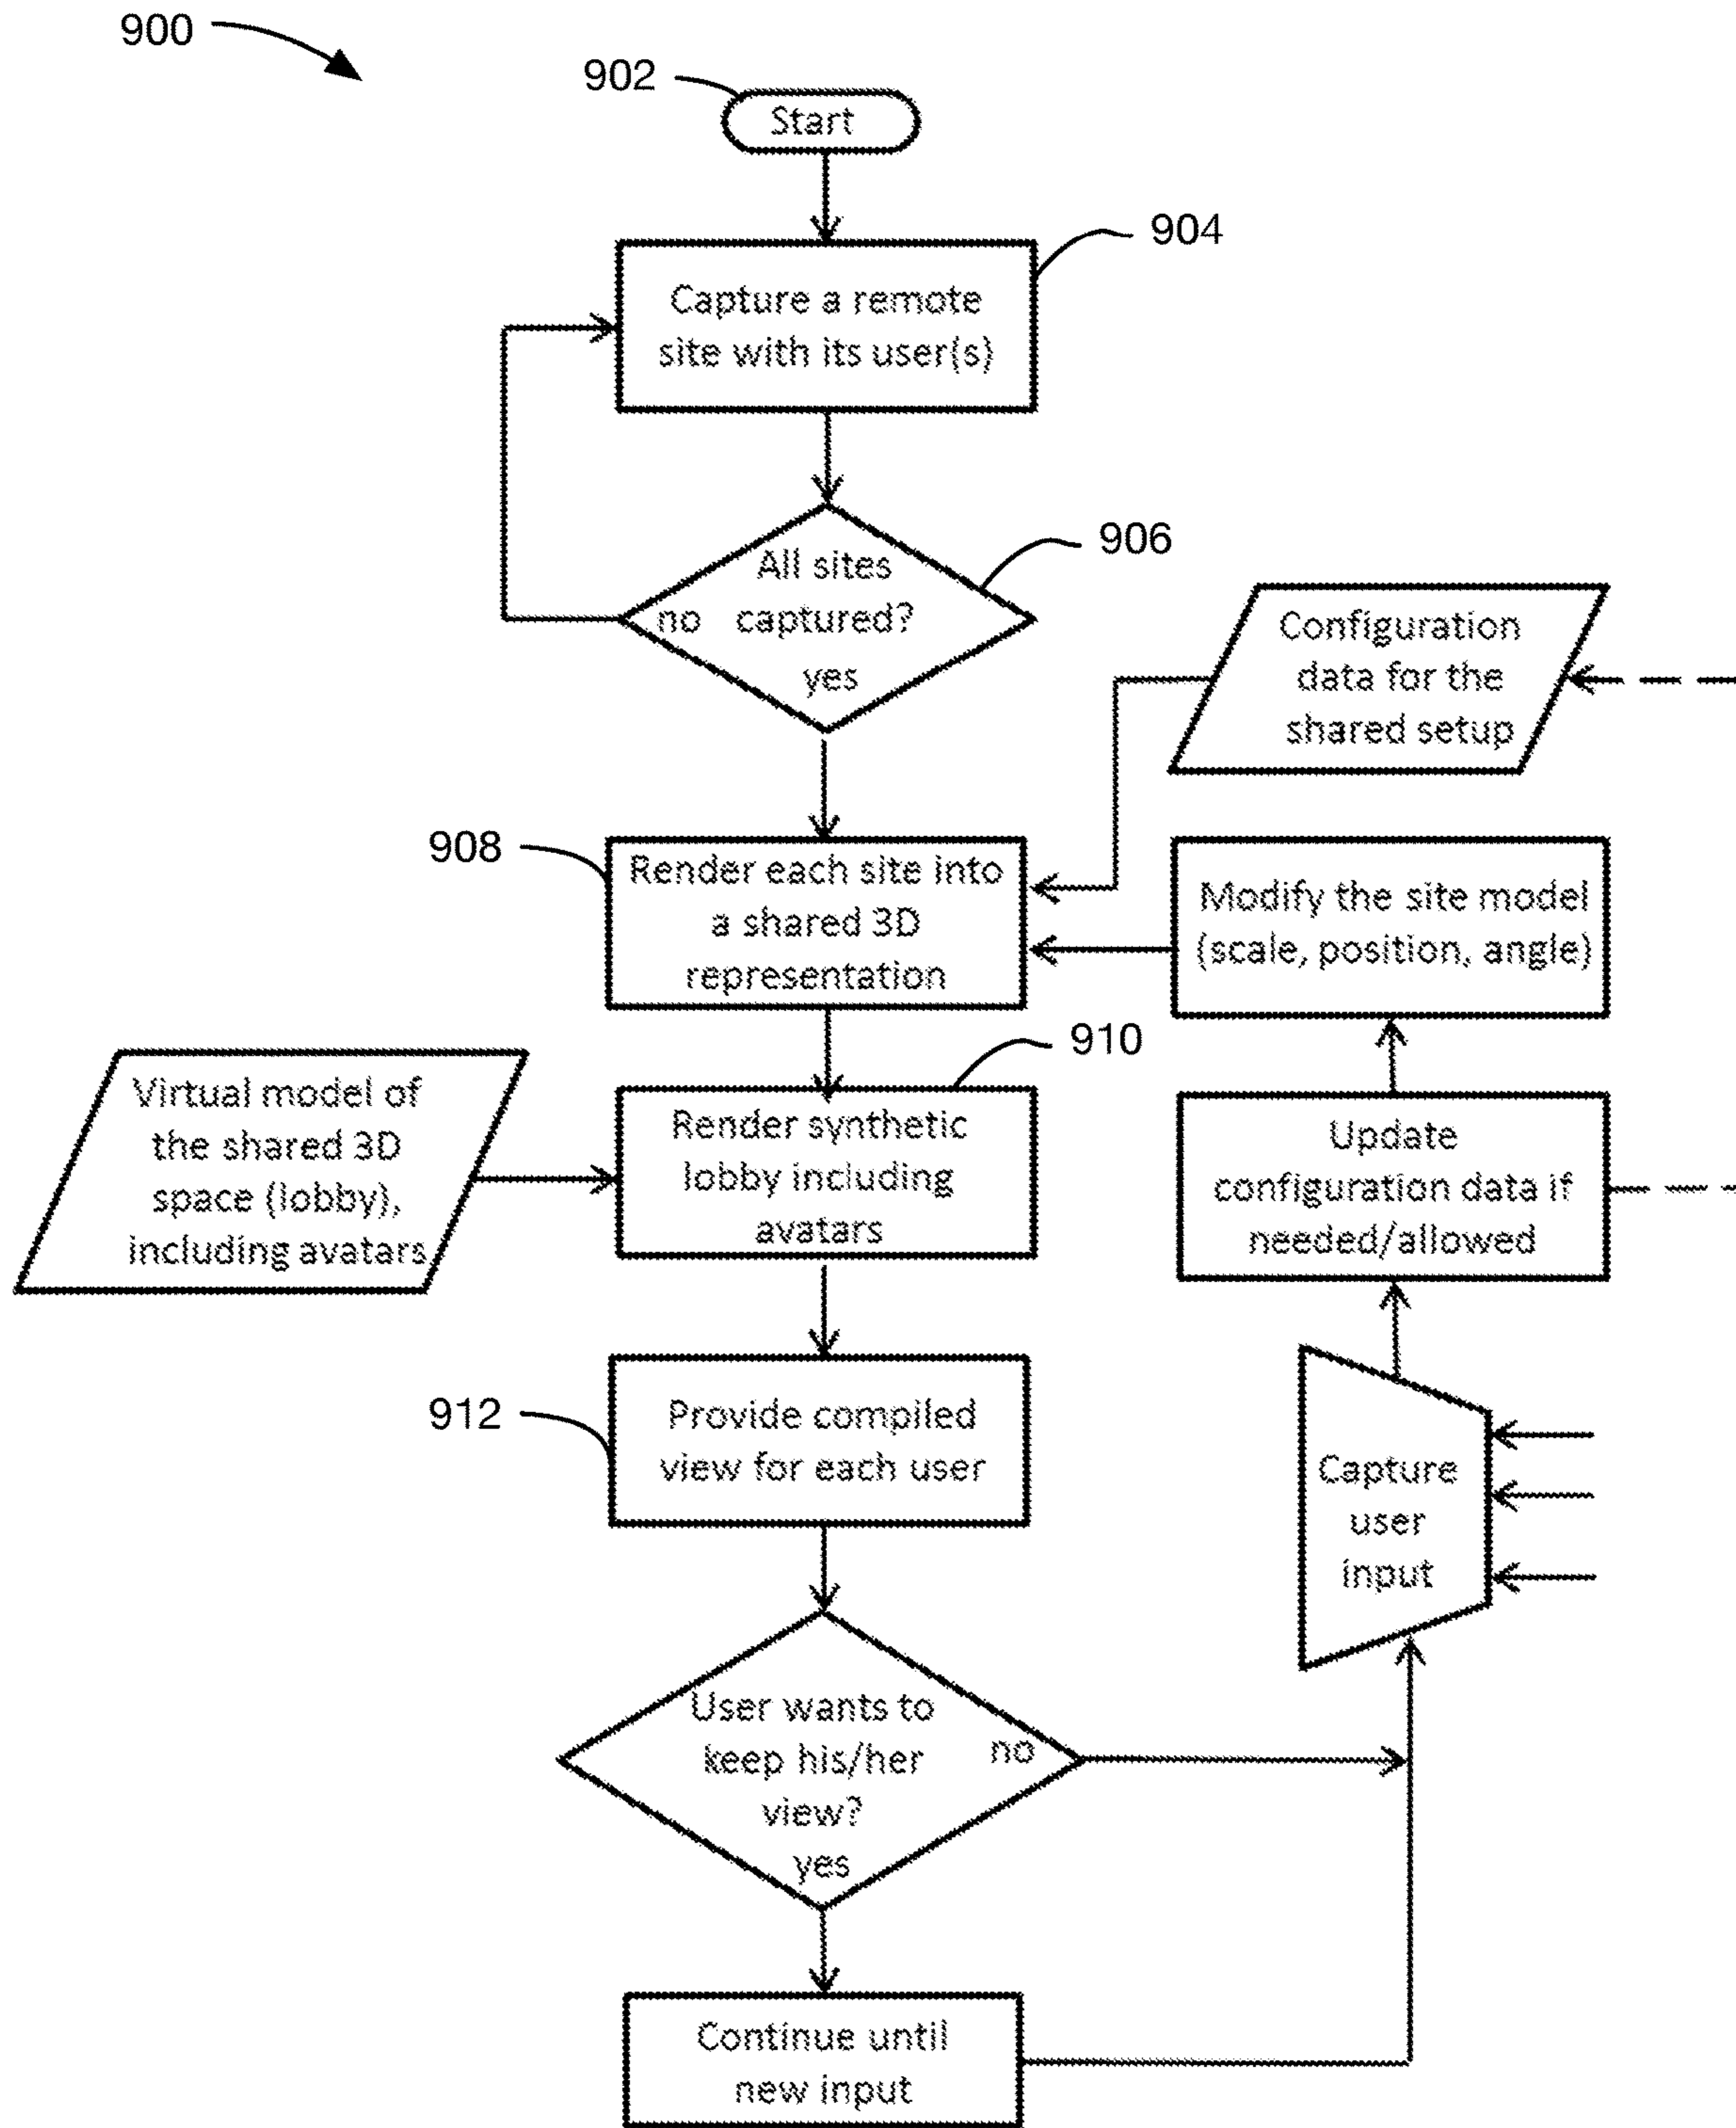 900
902
Start
904
Capture a remote
site with its user(s)
906
All sites
no captured?
yes
Configuration
data for the
shared setup
908
Render each site into
a shared 3D
representation
Modify the site model
(scale, position, angle)
910
Virtual model of
the shared 3D
space (lobby),
including avatars
Render synthetic
lobby including
avatars
Update
configuration data if
needed/allowed
912
Provide compiled
view for each user
Capture
user
input
User wants to
keep his/her
no
view?
yes
Continue until
new input